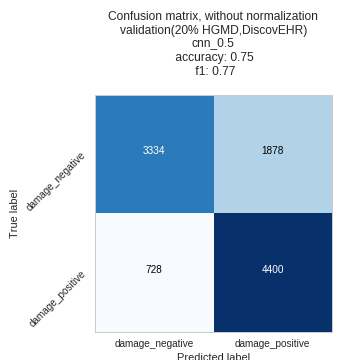 Confusion matrix, without normalization
validation(20% HGMD,DiscovEHR)
cnn_0.5
accuracy: 0.75
f1: 0.77
True label
damage_negative
3334
1878
damage_positive
728
4400
damage_negative
damage_positive
Predicted label